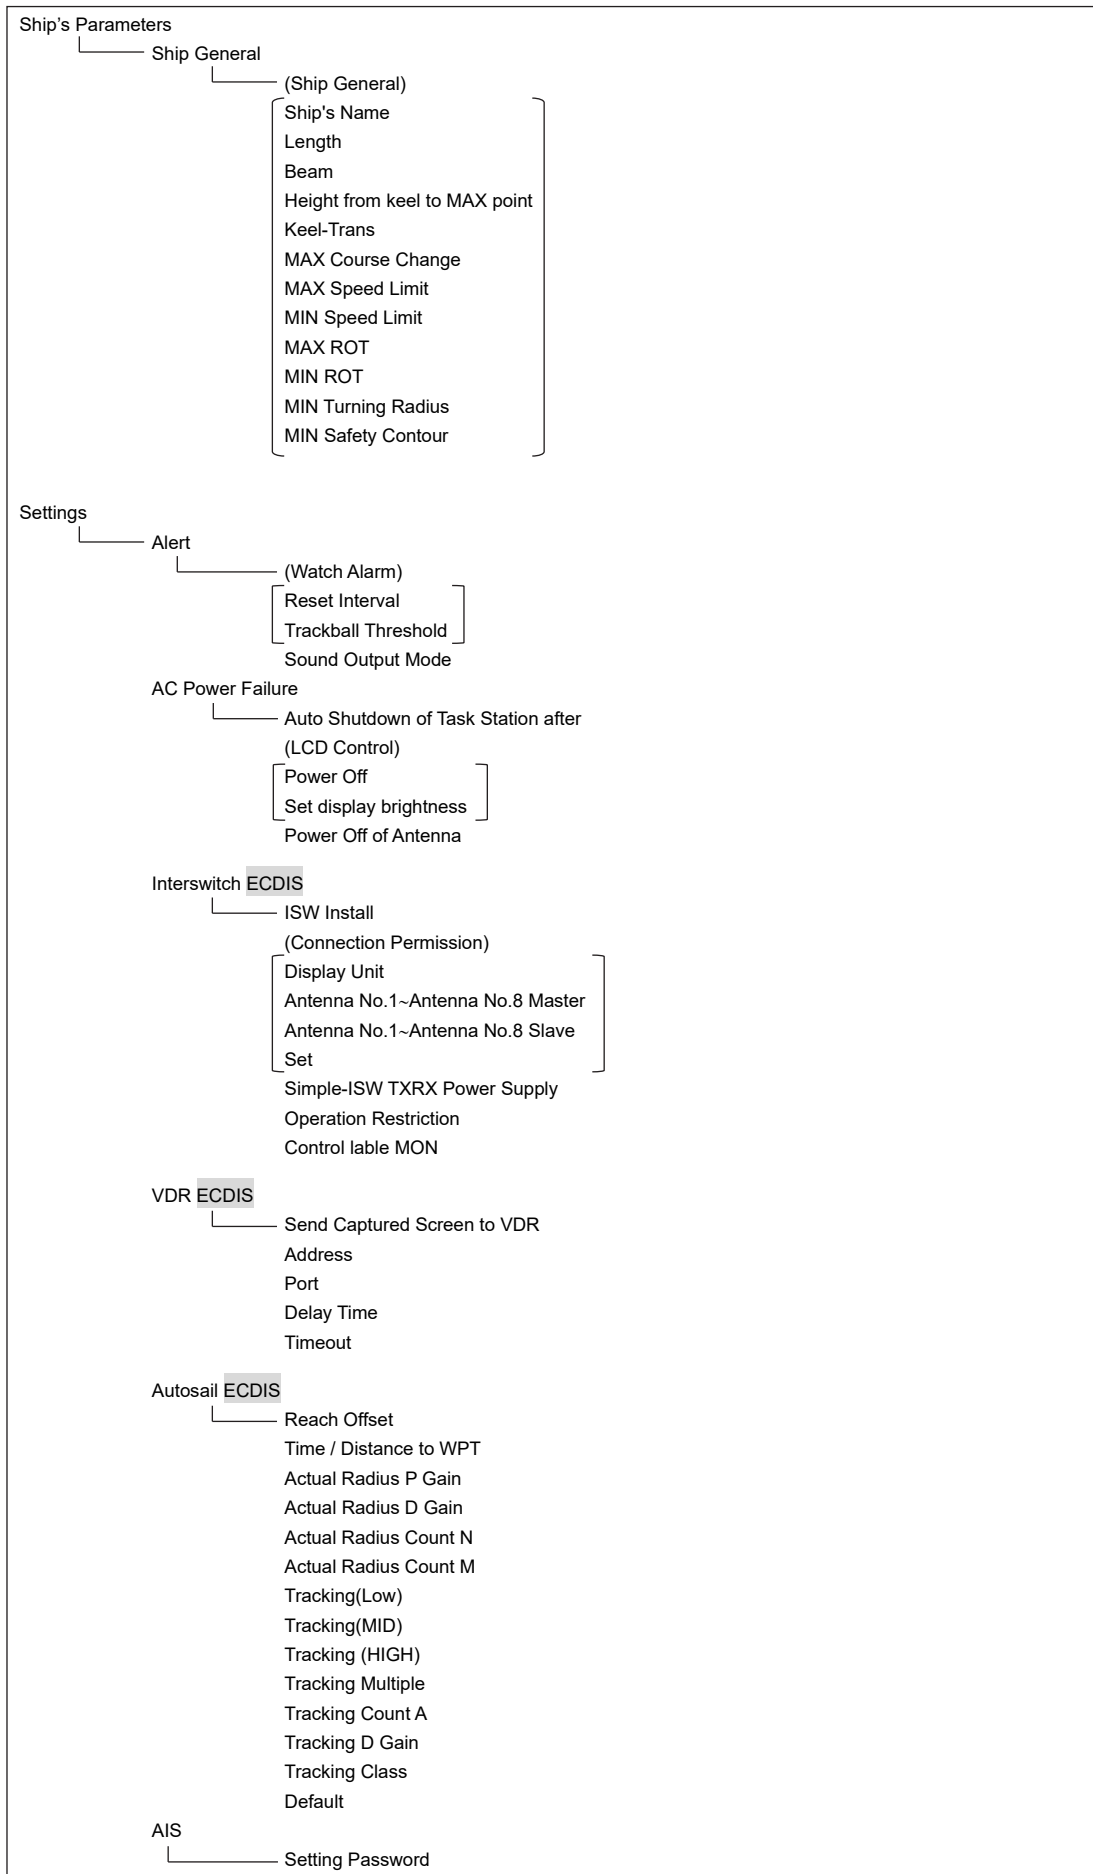 Ship’s Parameters
Ship General
(Ship General)
Ship's Name
Length
Beam
Height from keel to MAX point
Keel-Trans
MAX Course Change
MAX Speed Limit
MIN Speed Limit
MAX ROT
MIN ROT
MIN Turning Radius
MIN Safety Contour
Settings
Alert
(Watch Alarm)
Reset Interval
Trackball Threshold
Sound Output Mode
AC Power Failure
Auto Shutdown of Task Station after
(LCD Control)
Power Off
Set display brightness
Power Off of Antenna
Interswitch ECDIS
ISW Install
(Connection Permission)
Display Unit
Antenna No.1~Antenna No.8 Master
Antenna No.1~Antenna No.8 Slave
Set
Simple-ISW TXRX Power Supply
Operation Restriction
Control lable MON
VDR ECDIS
Send Captured Screen to VDR
Address
Port
Delay Time
Timeout
Autosail ECDIS
Reach Offset
Time / Distance to WPT
Actual Radius P Gain
Actual Radius D Gain
Actual Radius Count N
Actual Radius Count M
Tracking(Low)
Tracking(MID)
Tracking (HIGH)
Tracking Multiple
Tracking Count A
Tracking D Gain
Tracking Class
Default
AIS
Setting Password